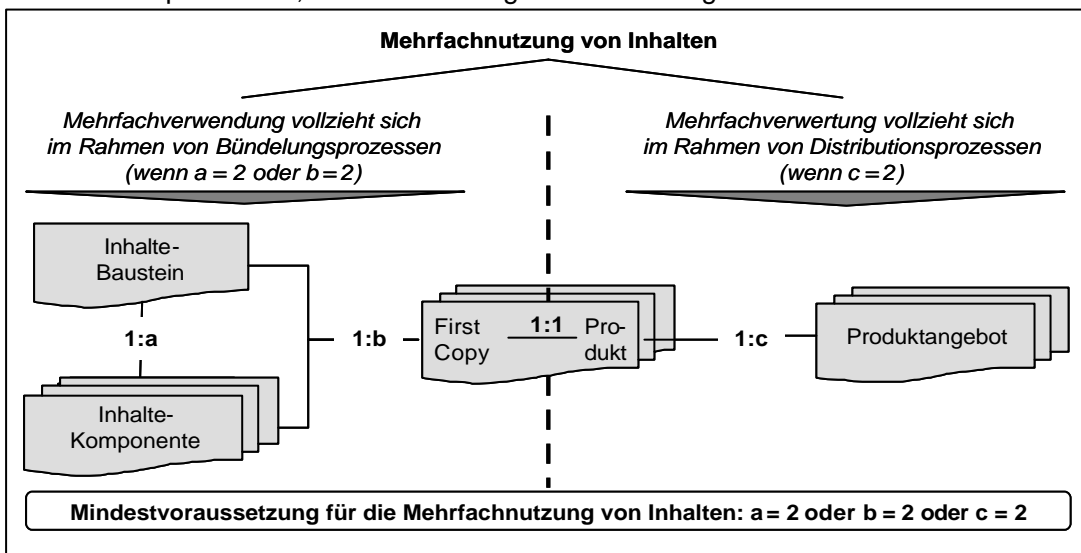 Mehrfachnutzung von Inhalten
Mehrfachverwendung vollzieht sich
im Rahmen von Bündelungsprozessen
(wenn a = 2 oder b = 2)
Mehrfachverwertung vollzieht sich
im Rahmen von Distributionsprozessen
(wenn c = 2)
Inhalte-
Baustein
1:a
Inhalte-
Komponente
1:b
First
Copy
1:1
Pro-
dukt
1:c
Produktangebot
Mindestvoraussetzung für die Mehrfachnutzung von Inhalten: a = 2 oder b = 2 oder c = 2